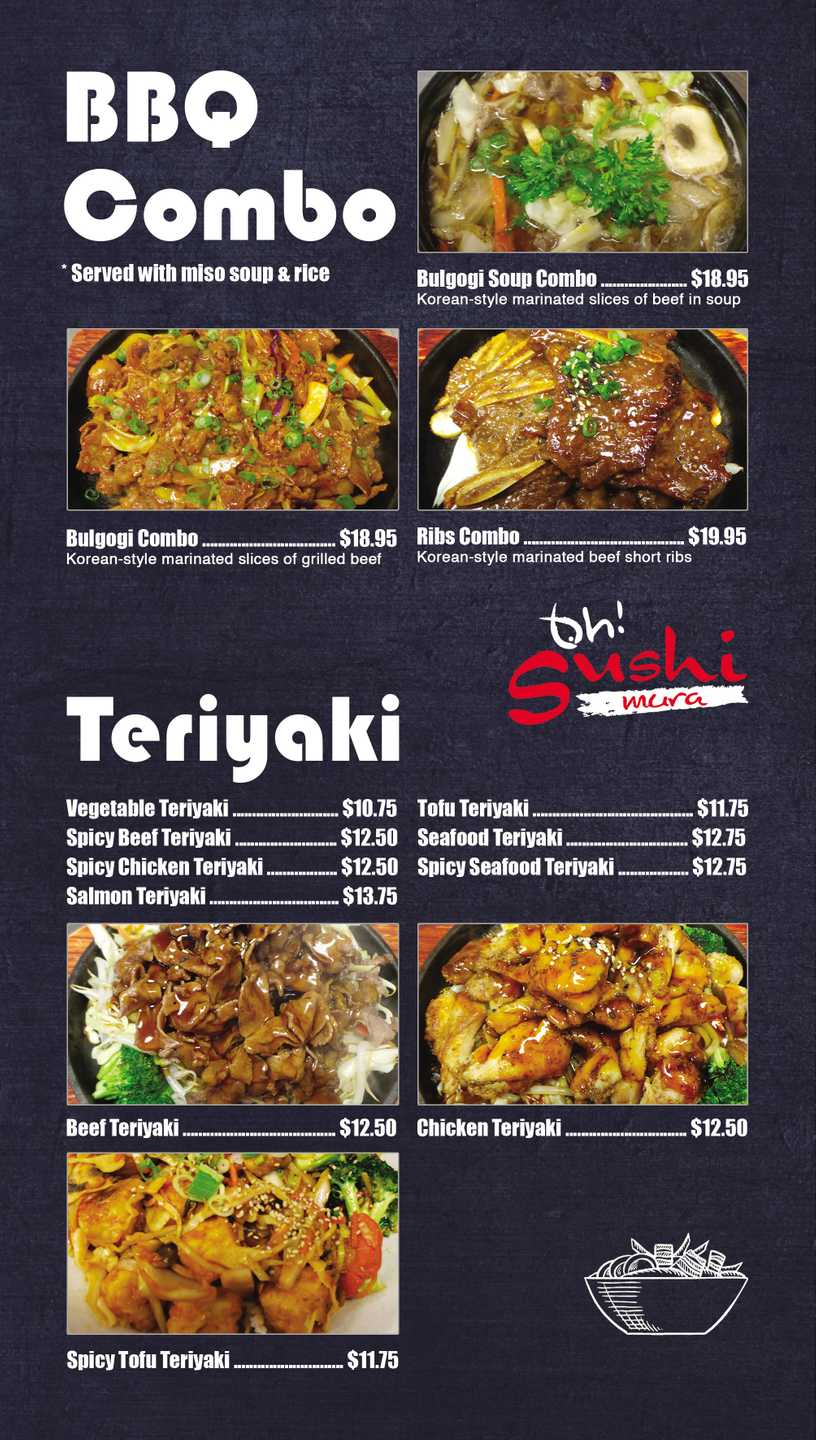 BBQ
Combo
* Served with miso soup & rice
Bulgogi Soup Combo ...................... $18.95
Korean-style marinated slices of beef in soup
Bulgogi Combo .................................. $18.95
Korean-style marinated slices of grilled beef
Ribs Combo ......................................... $19.95
Korean-style marinated beef short ribs
Oh!
Sushi
mura
Teriyaki
Vegetable Teriyaki ........................... $10.75
Spicy Beef Teriyaki .......................... $12.50
Spicy Chicken Teriyaki .................. $12.50
Salmon Teriyaki ................................. $13.75
Tofu Teriyaki ......................................... $11.75
Seafood Teriyaki ............................... $12.75
Spicy Seafood Teriyaki .................. $12.75
Beef Teriyaki ....................................... $12.50
Chicken Teriyaki ............................... $12.50
Spicy Tofu Teriyaki ............................ $11.75